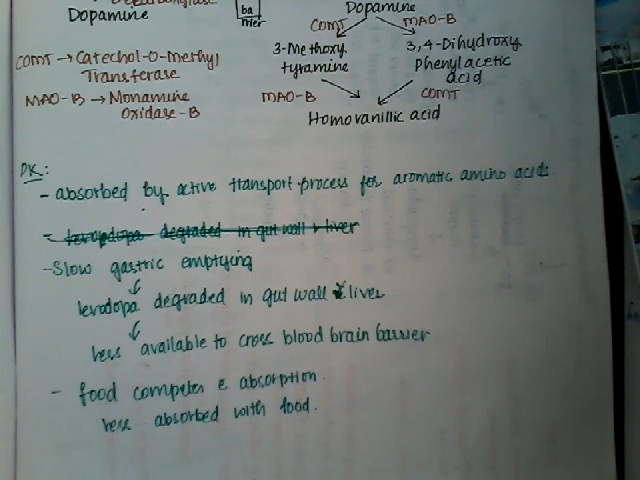 Decarboxylase
Dopamine
ba
rrier
Dopamine
COMT MAO-B
3-Methoxy
tyramine
3,4-Dihydroxy
phenylacetic
acid
COMT → Catechol-O-Methyl
Transferase
MAO-B → Monamine
Oxidase-B
MAO-B COMT
Homovanillic acid
PK:
- absorbed by active transport process for aromatic amino acids.
- levodopa degraded in gut wall + liver
- Slow gastric emptying
levodopa degraded in gut wall & liver
less available to cross blood brain barrier
- food competes c absorption.
less absorbed with food.